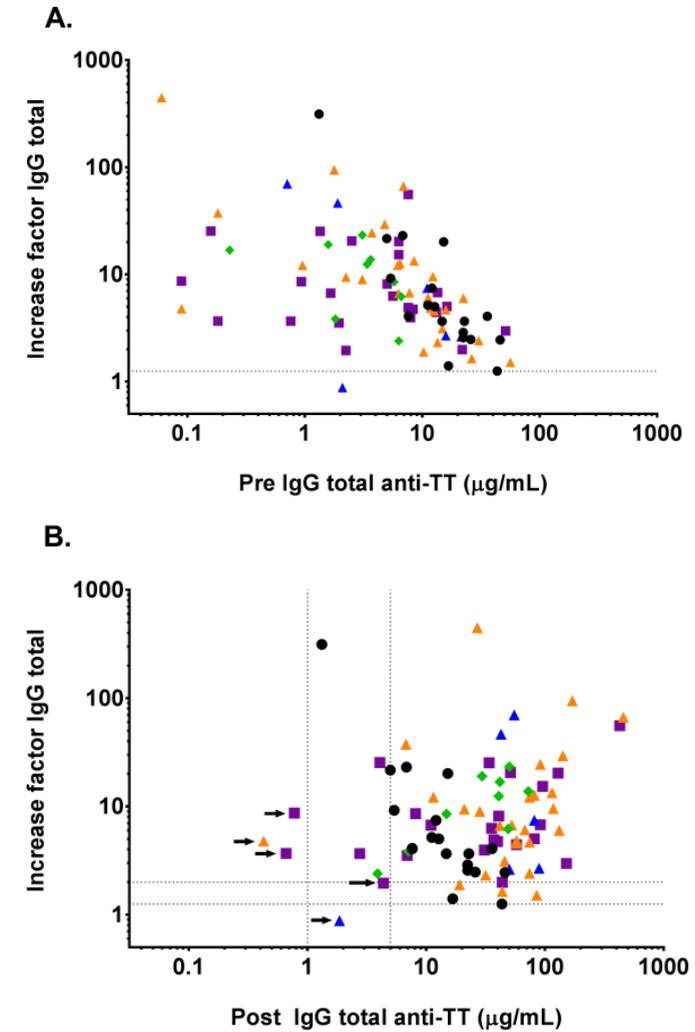 A.
1000
100
10
1
Increase factor IgG total
0.1 1 10 100 1000
Pre IgG total anti-TT (μg/mL)
B.
1000
100
10
1
Increase factor IgG total
0.1 1 10 100 1000
Post IgG total anti-TT (μg/mL)